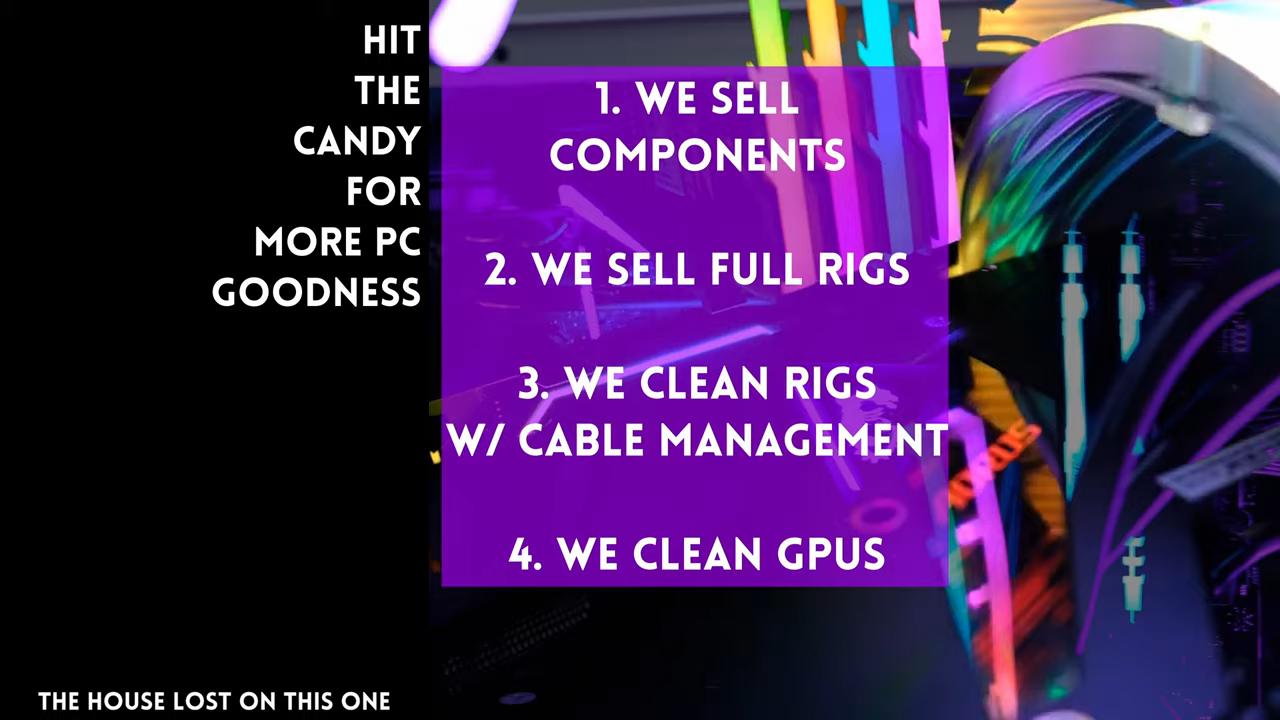 HIT
THE
CANDY
FOR
MORE PC
GOODNESS
1. WE SELL
COMPONENTS
2. WE SELL FULL RIGS
3. WE CLEAN RIGS
W/ CABLE MANAGEMENT
4. WE CLEAN GPUS
THE HOUSE LOST ON THIS ONE